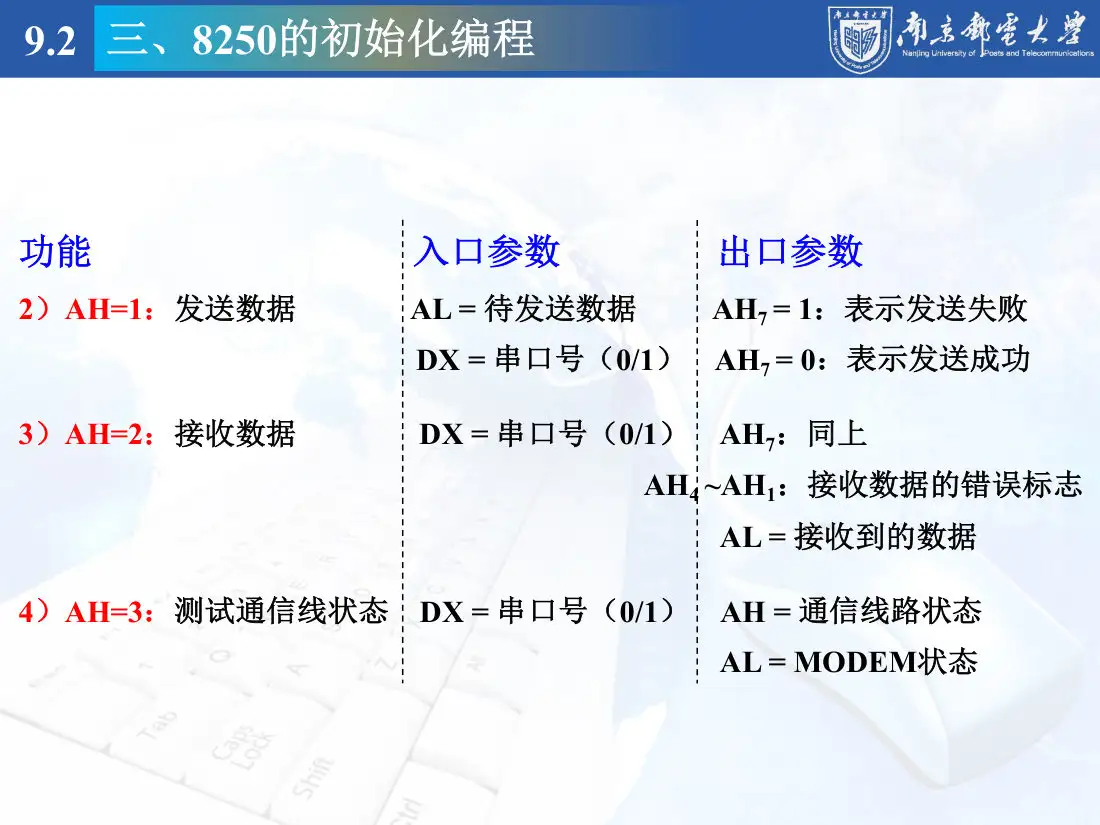 9.2 三、8250的初始化编程
南京邮电大学
Nanjing University of Posts and Telecommunications
功能 入口参数 出口参数
2）AH=1：发送数据 AL = 待发送数据 AH7 = 1：表示发送失败
DX = 串口号（0/1） AH7 = 0：表示发送成功
3）AH=2：接收数据 DX = 串口号（0/1） AH7：同上
AH4 ~AH1：接收数据的错误标志
AL = 接收到的数据
4）AH=3：测试通信线状态 DX = 串口号（0/1） AH = 通信线路状态
AL = MODEM状态
Tab
Caps
Lock
Shift
Ctrl
Q
A
Z